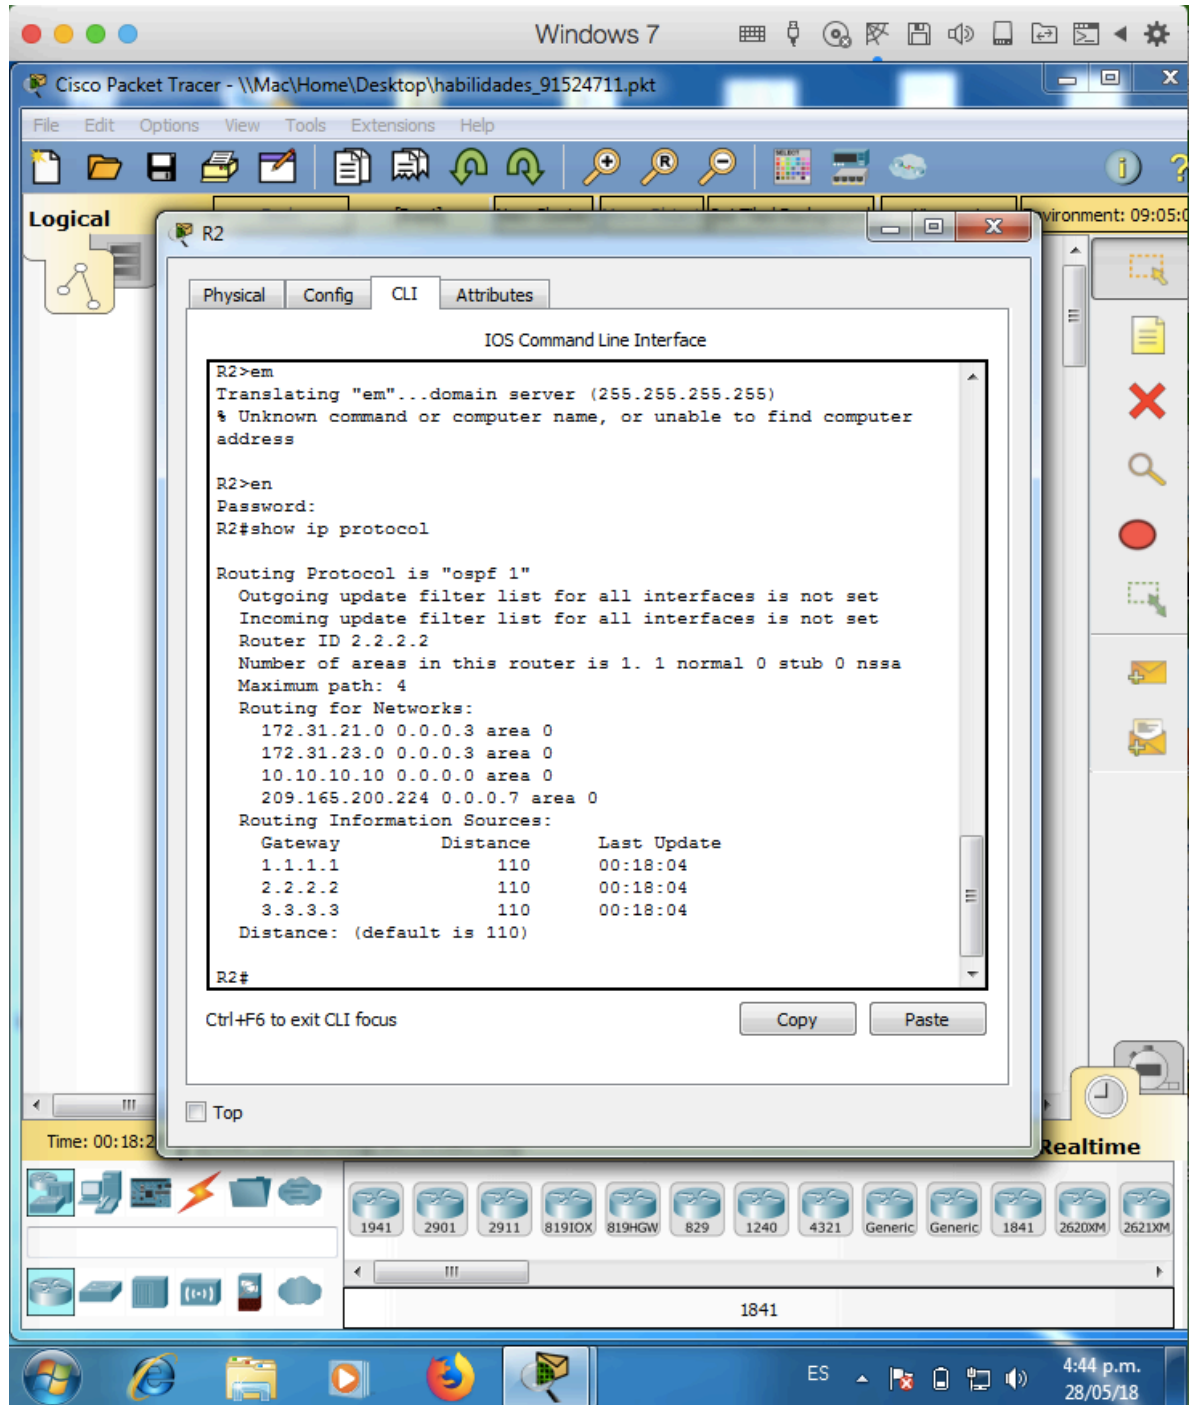 Windows 7
Cisco Packet Tracer - \\Mac\Home\Desktop\habilidades_91524711.pkt
File Edit Options View Tools Extensions Help
Logical
vironment: 09:05:0
R2
Physical Config CLI Attributes
IOS Command Line Interface
R2>em
Translating "em"...domain server (255.255.255.255)
% Unknown command or computer name, or unable to find computer
address
R2>en
Password:
R2#show ip protocol
Routing Protocol is "ospf 1"
Outgoing update filter list for all interfaces is not set
Incoming update filter list for all interfaces is not set
Router ID 2.2.2.2
Number of areas in this router is 1. 1 normal 0 stub 0 nssa
Maximum path: 4
Routing for Networks:
172.31.21.0 0.0.0.3 area 0
172.31.23.0 0.0.0.3 area 0
10.10.10.10 0.0.0.0 area 0
209.165.200.224 0.0.0.7 area 0
Routing Information Sources:
Gateway Distance Last Update
1.1.1.1 110 00:18:04
2.2.2.2 110 00:18:04
3.3.3.3 110 00:18:04
Distance: (default is 110)
R2#
Ctrl+F6 to exit CLI focus
Copy Paste
Top
Time: 00:18:2
Realtime
1941 2901 2911 819IOX 819HGW 829 1240 4321 Generic Generic 1841 2620XM 2621XM
1841
ES
4:44 p.m.
28/05/18